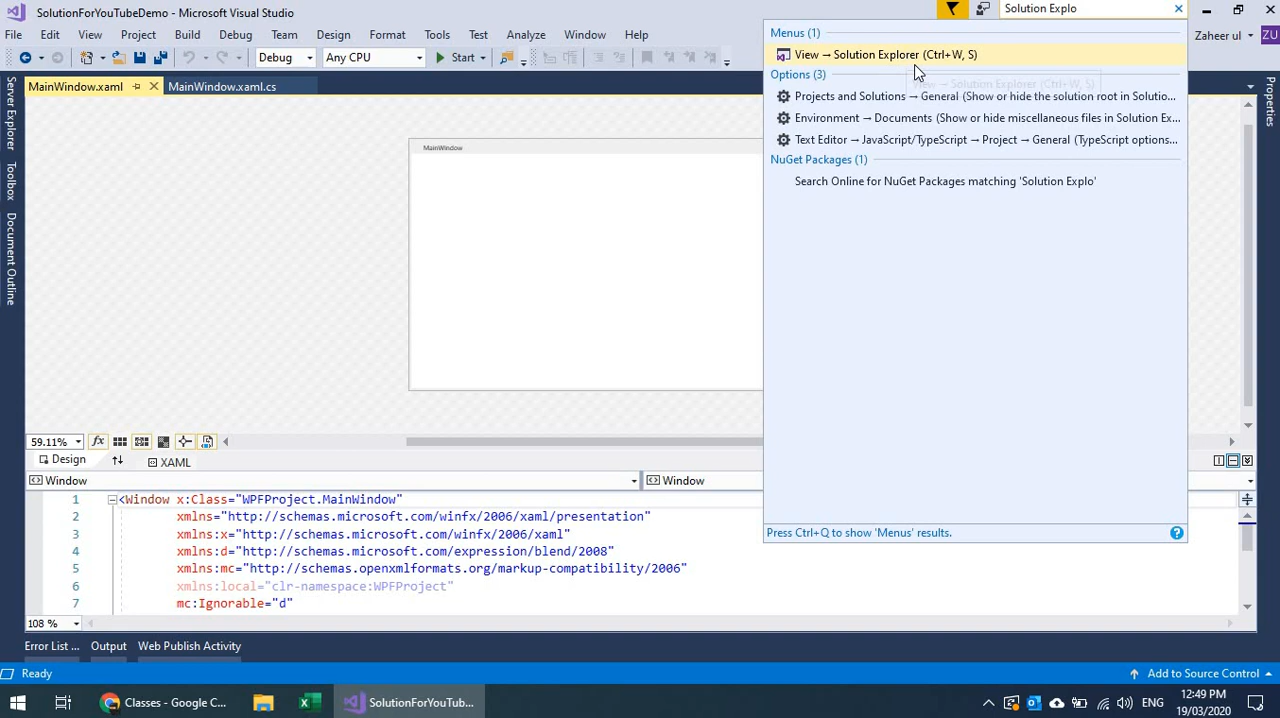 SolutionForYouTubeDemo - Microsoft Visual Studio
Solution Explo
File Edit View Project Build Debug Team Design Format Tools Test Analyze Window Help
Zaheer ul ZU
Debug Any CPU Start
MainWindow.xaml MainWindow.xaml.cs
Menus (1)
View → Solution Explorer (Ctrl+W, S)
Options (3)
View → Solution Explorer (Ctrl+W, S)
Projects and Solutions → General (Show or hide the solution root in Solutio...
Environment → Documents (Show or hide miscellaneous files in Solution Ex...
Text Editor → JavaScript/TypeScript → Project → General (TypeScript options...
NuGet Packages (1)
Search Online for NuGet Packages matching 'Solution Explo'
Press Ctrl+Q to show 'Menus' results.
Server Explorer
Toolbox
Document Outline
Properties
MainWindow
59.11% fx
Design XAML
Window Window
1 <Window x:Class="WPFProject.MainWindow"
2 xmlns="http://schemas.microsoft.com/winfx/2006/xaml/presentation"
3 xmlns:x="http://schemas.microsoft.com/winfx/2006/xaml"
4 xmlns:d="http://schemas.microsoft.com/expression/blend/2008"
5 xmlns:mc="http://schemas.openxmlformats.org/markup-compatibility/2006"
6 xmlns:local="clr-namespace:WPFProject"
7 mc:Ignorable="d"
108 %
Error List ... Output Web Publish Activity
Ready Add to Source Control
Classes - Google C... SolutionForYouTub... ENG 12:49 PM
19/03/2020